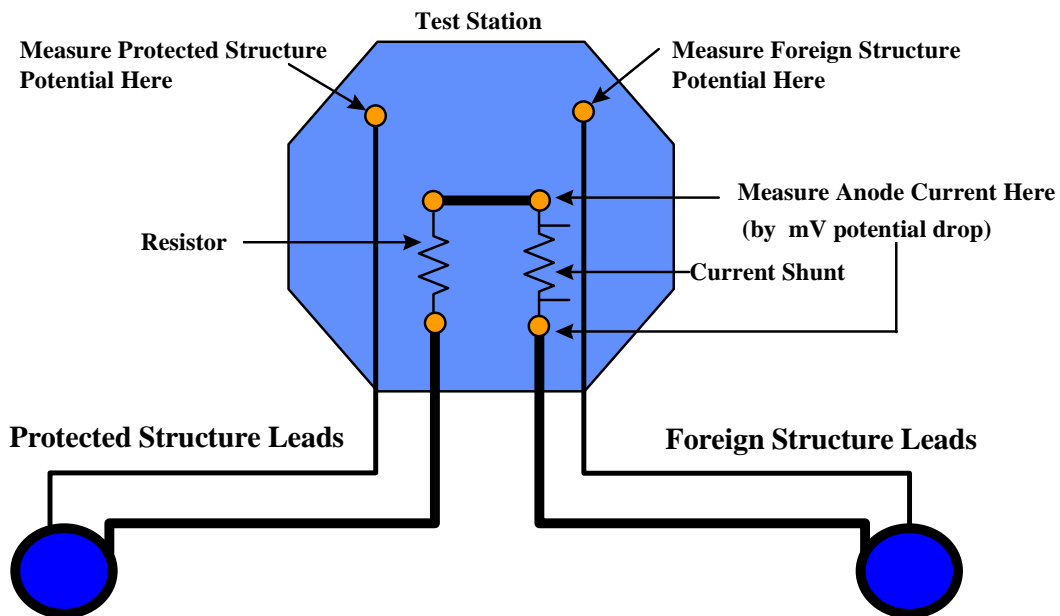 Test Station
Measure Protected Structure
Potential Here
Measure Foreign Structure
Potential Here
Measure Anode Current Here
(by mV potential drop)
Resistor
Current Shunt
Protected Structure Leads
Foreign Structure Leads